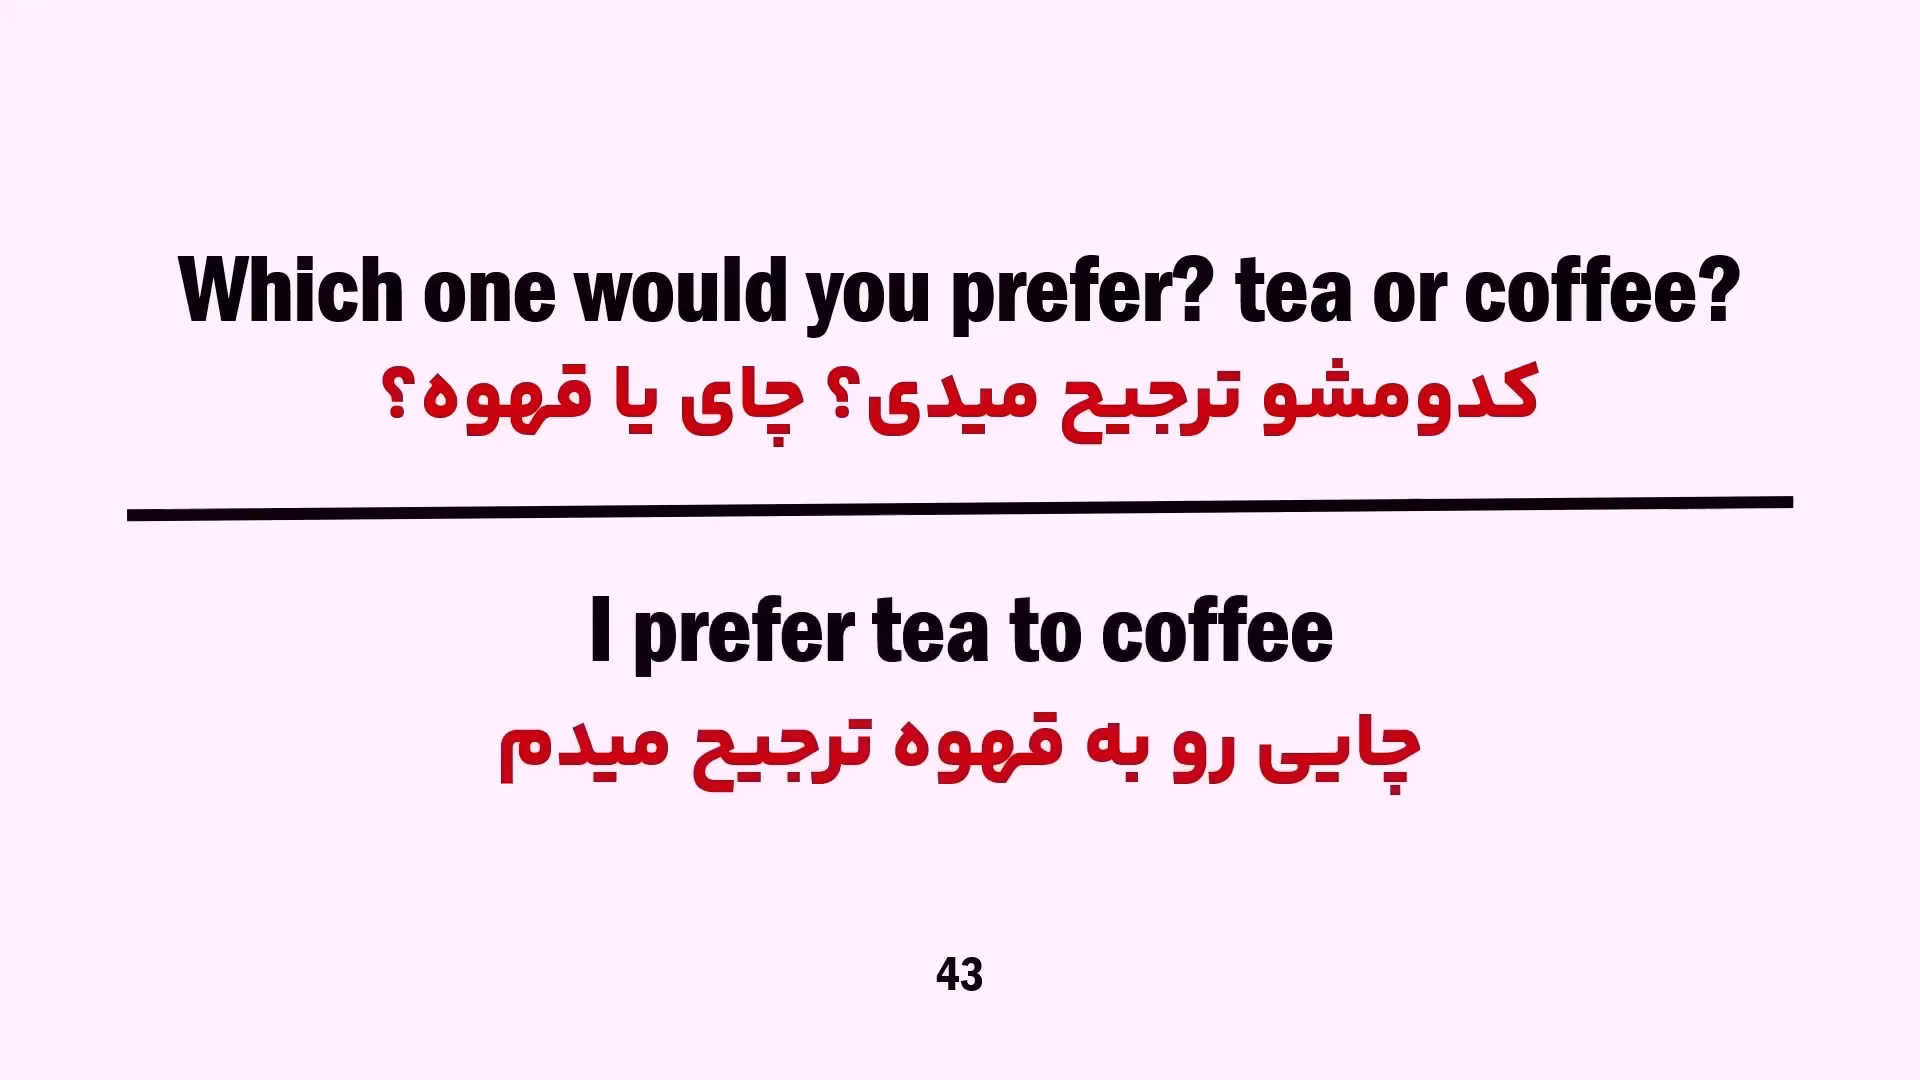 Which one would you prefer? tea or coffee?
کدومشو ترجیح میدی؟ چای یا قهوه؟
I prefer tea to coffee
چایی رو به قهوه ترجیح میدم
43